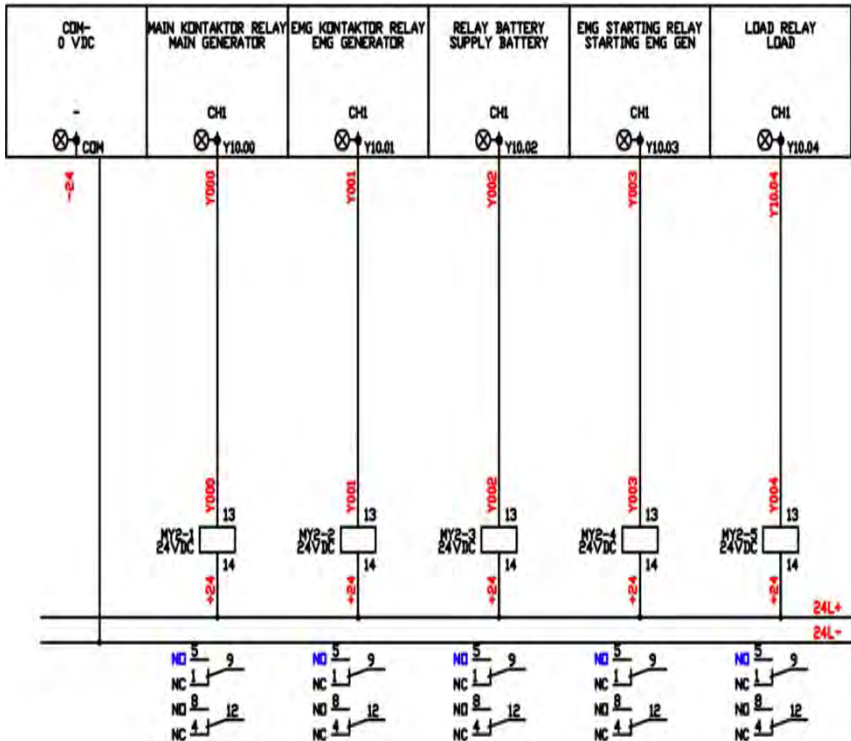 COM-
0 VDC
-
COM
MAIN KONTAKTOR RELAY
MAIN GENERATOR
CH1
Y10.00
EMG KONTAKTOR RELAY
EMG GENERATOR
CH1
Y10.01
RELAY BATTERY
SUPPLY BATTERY
CH1
Y10.02
EMG STARTING RELAY
STARTING EMG GEN
CH1
Y10.03
LOAD RELAY
LOAD
CH1
Y10.04
-24
Y000
Y001
Y002
Y003
Y10.04
Y000
Y001
Y002
Y003
Y004
13
MY2-1
24VDC
14
13
MY2-2
24VDC
14
13
MY2-3
24VDC
14
13
MY2-4
24VDC
14
13
MY2-5
24VDC
14
+24
+24
+24
+24
+24
24L+
24L-
NO 5 9
NC 1
NO 8 12
NC 4
NO 5 9
NC 1
NO 8 12
NC 4
NO 5 9
NC 1
NO 8 12
NC 4
NO 5 9
NC 1
NO 8 12
NC 4
NO 5 9
NC 1
NO 8 12
NC 4